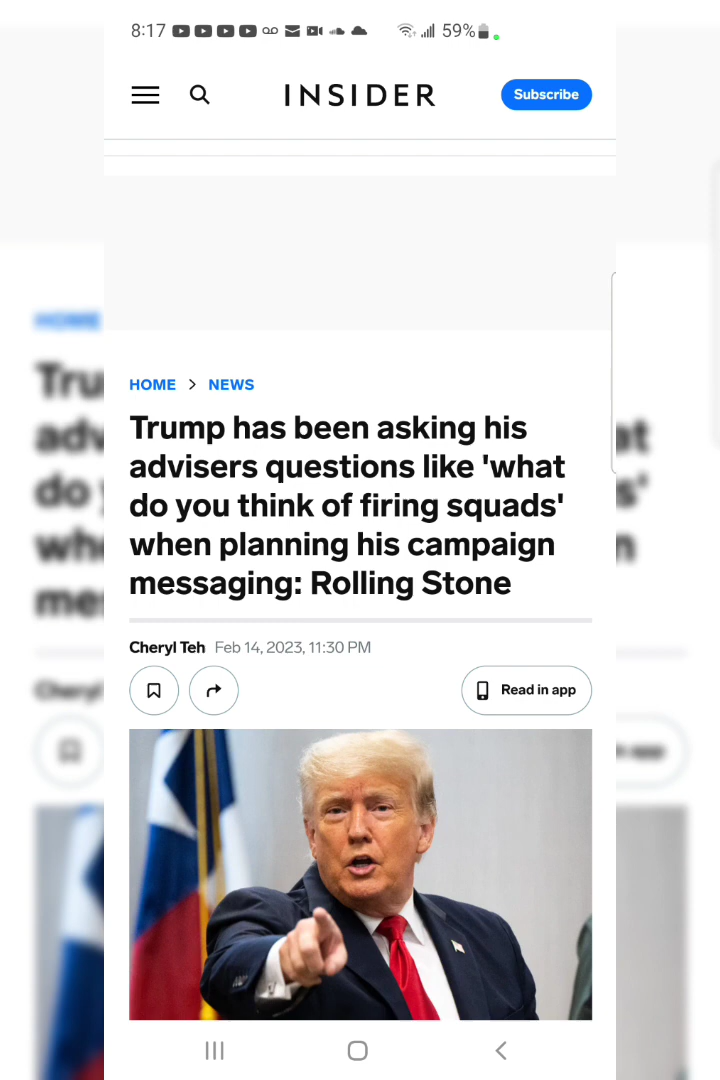 8:17 59%
INSIDER Subscribe
HOME > NEWS
Trump has been asking his
advisers questions like 'what
do you think of firing squads'
when planning his campaign
messaging: Rolling Stone
Cheryl Teh Feb 14, 2023, 11:30 PM
Read in app